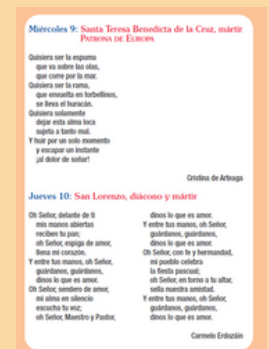 Miércoles 9: Santa Teresa Benedicta de la Cruz, mártir
Patrona de Europa
Quisiera ser la espuma
que va sobre las olas,
que corre por la mar.
Quisiera ser la rama,
que envuelta en torbellinos,
se lleva el huracán.
Quisiera solamente
dejar esta alma loca
sujeta a tanto mal.
Y huir por un solo momento
y escapar un instante
¡al dolor de soñar!
Cristina de Arteaga
Jueves 10: San Lorenzo, diácono y mártir
Oh Señor, delante de ti
mis manos abiertas
reciben tu pan;
oh Señor, espiga de amor,
llena mi corazón.
Y entre tus manos, oh Señor,
guárdanos, guárdanos,
dinos lo que es amor.
Oh Señor, sendero de amor,
mi alma en silencio
escucha tu voz;
oh Señor, Maestro y Pastor,
dinos lo que es amor.
Y entre tus manos, oh Señor,
guárdanos, guárdanos,
dinos lo que es amor.
Oh Señor, con fe y hermandad,
mi pueblo celebra
la fiesta pascual;
oh Señor, en torno a tu altar,
sella nuestra amistad.
Y entre tus manos, oh Señor,
guárdanos, guárdanos,
dinos lo que es amor.
Carmelo Erdozáin